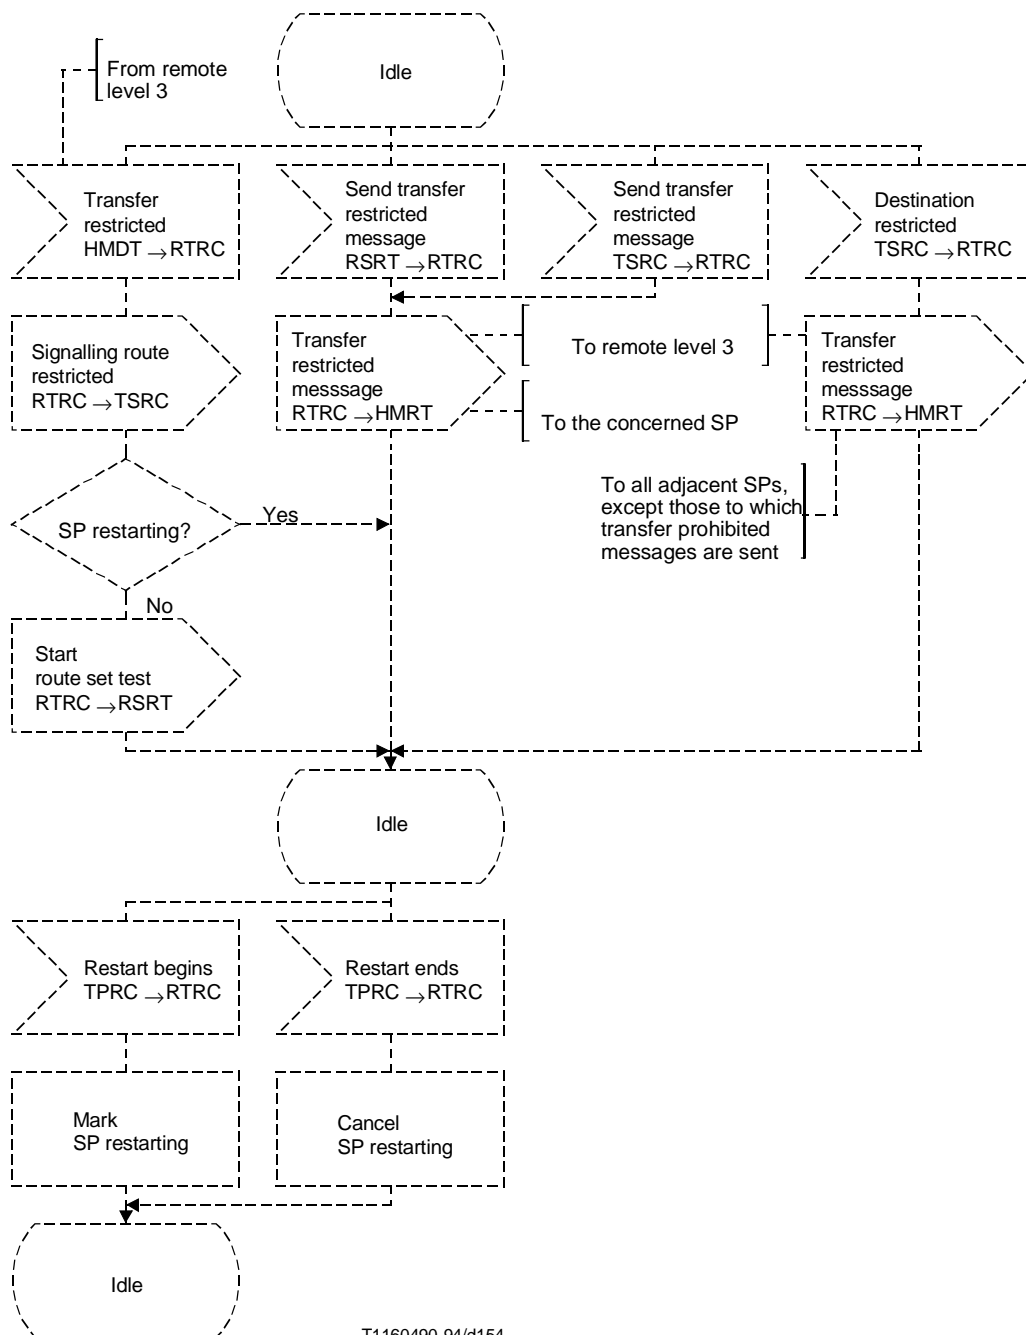 From remote
level 3
Idle
Transfer
restricted
HMDT → RTRC
Send transfer
restricted
message
RSRT → RTRC
Send transfer
restricted
message
TSRC → RTRC
Destination
restricted
TSRC → RTRC
Signalling route
restricted
RTRC → TSRC
Transfer
restricted
messsage
RTRC → HMRT
To remote level 3
To the concerned SP
Transfer
restricted
messsage
RTRC → HMRT
To all adjacent SPs,
except those to which
transfer prohibited
messages are sent
SP restarting?
Yes
No
Start
route set test
RTRC → RSRT
Idle
Restart begins
TPRC → RTRC
Restart ends
TPRC → RTRC
Mark
SP restarting
Cancel
SP restarting
Idle
T1160490-94/d154